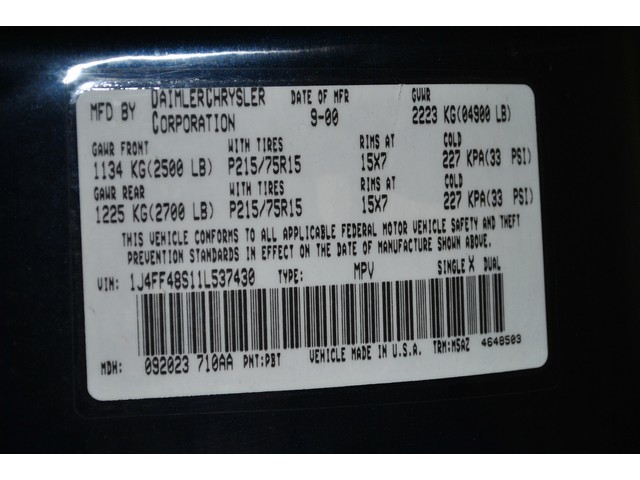 MFD BY DAIMLERCHRYSLER CORPORATION DATE OF MFR 9-00 GVWR 2223 KG(04900 LB)
GAWR FRONT WITH TIRES RIMS AT COLD
1134 KG(2500 LB) P215/75R15 15X7 227 KPA(33 PSI)
GAWR REAR WITH TIRES RIMS AT COLD
1225 KG(2700 LB) P215/75R15 15X7 227 KPA(33 PSI)
THIS VEHICLE CONFORMS TO ALL APPLICABLE FEDERAL MOTOR VEHICLE SAFETY AND THEFT
PREVENTION STANDARDS IN EFFECT ON THE DATE OF MANUFACTURE SHOWN ABOVE.
VIN: 1J4FF48S11L537430 TYPE: MPV SINGLE X DUAL
MDH: 092023 710AA PNT:PBT VEHICLE MADE IN U.S.A. TRM:M5AZ 4648503